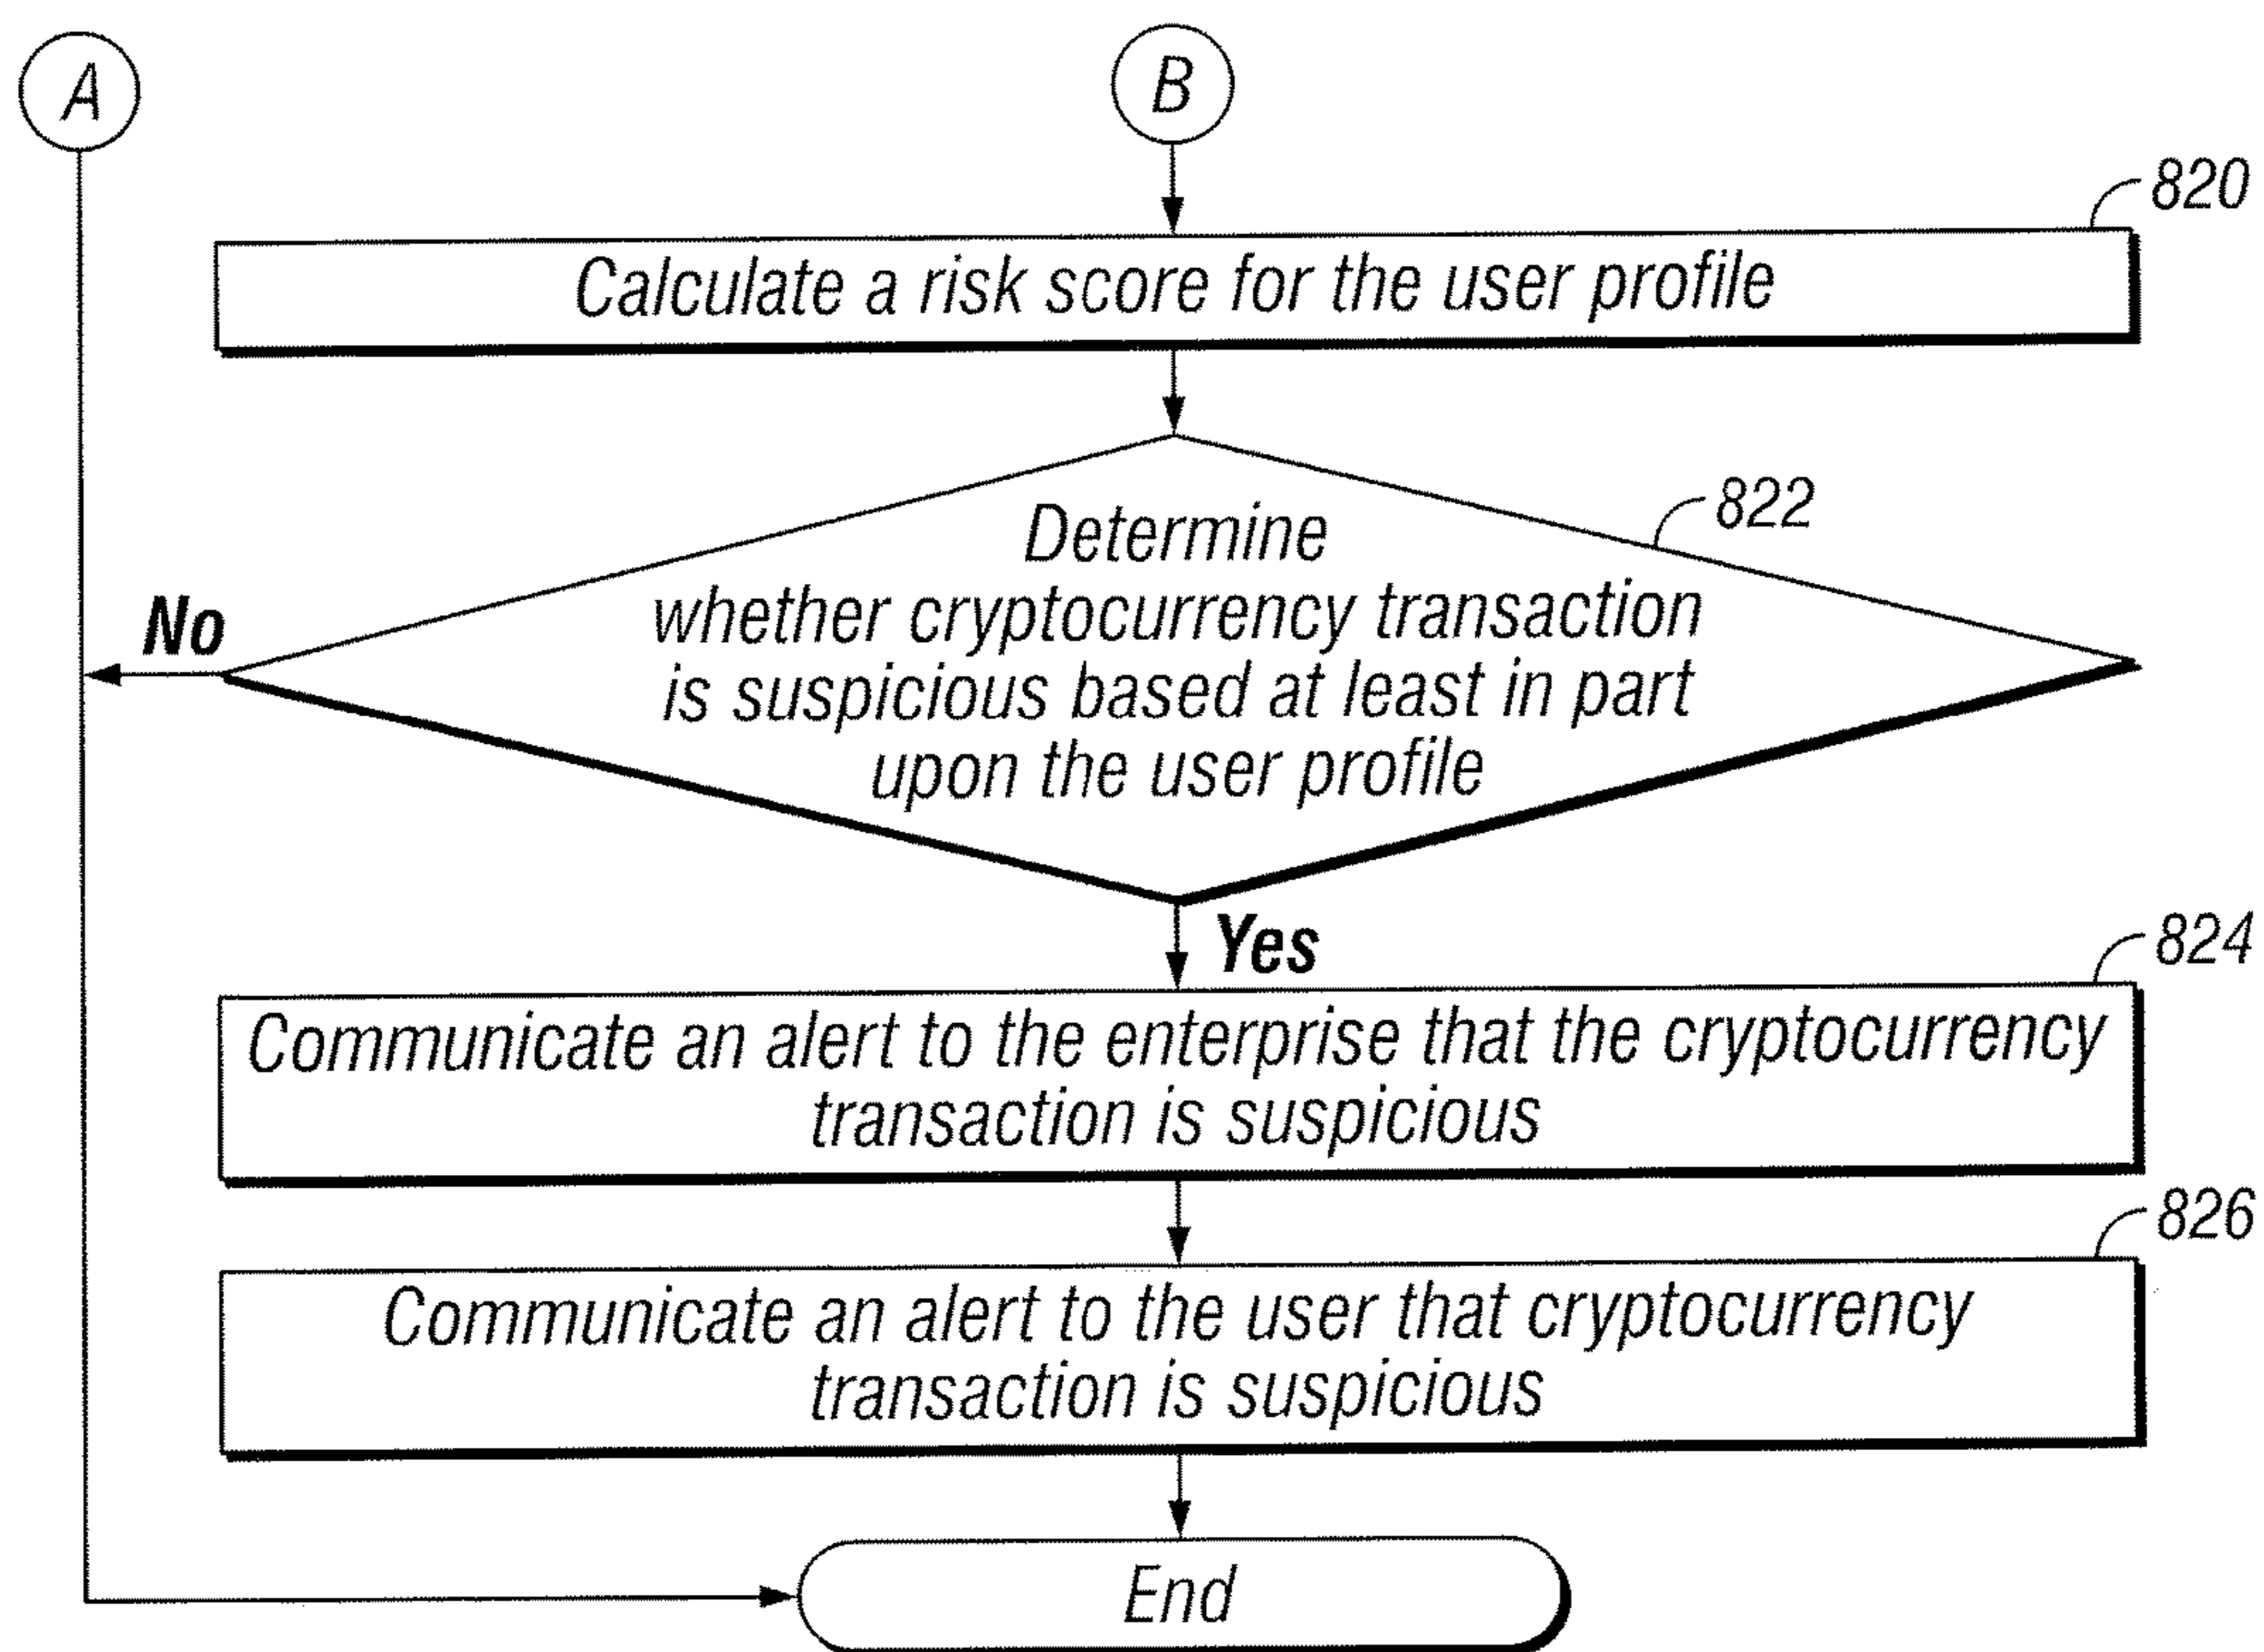 A
B
820
Calculate a risk score for the user profile
822
Determine
whether cryptocurrency transaction
is suspicious based at least in part
upon the user profile
No
Yes
824
Communicate an alert to the enterprise that the cryptocurrency
transaction is suspicious
826
Communicate an alert to the user that cryptocurrency
transaction is suspicious
End